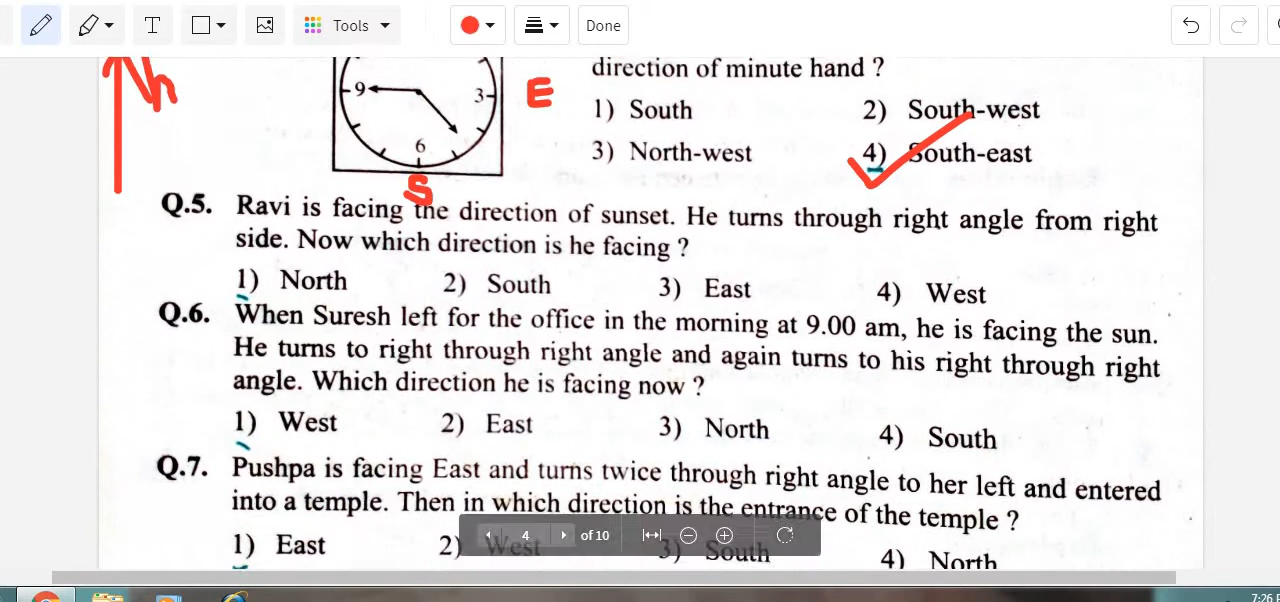 T
Tools
Done
N
9
3
E
6
S
direction of minute hand ?
1) South
2) South-west
3) North-west
4) South-east
Q.5. Ravi is facing the direction of sunset. He turns through right angle from right
side. Now which direction is he facing ?
1) North
2) South
3) East
4) West
Q.6. When Suresh left for the office in the morning at 9.00 am, he is facing the sun.
He turns to right through right angle and again turns to his right through right
angle. Which direction he is facing now ?
1) West
2) East
3) North
4) South
Q.7. Pushpa is facing East and turns twice through right angle to her left and entered
into a temple. Then in which direction is the entrance of the temple ?
1) East
2) West
3) South
4) North
4 of 10
7:26